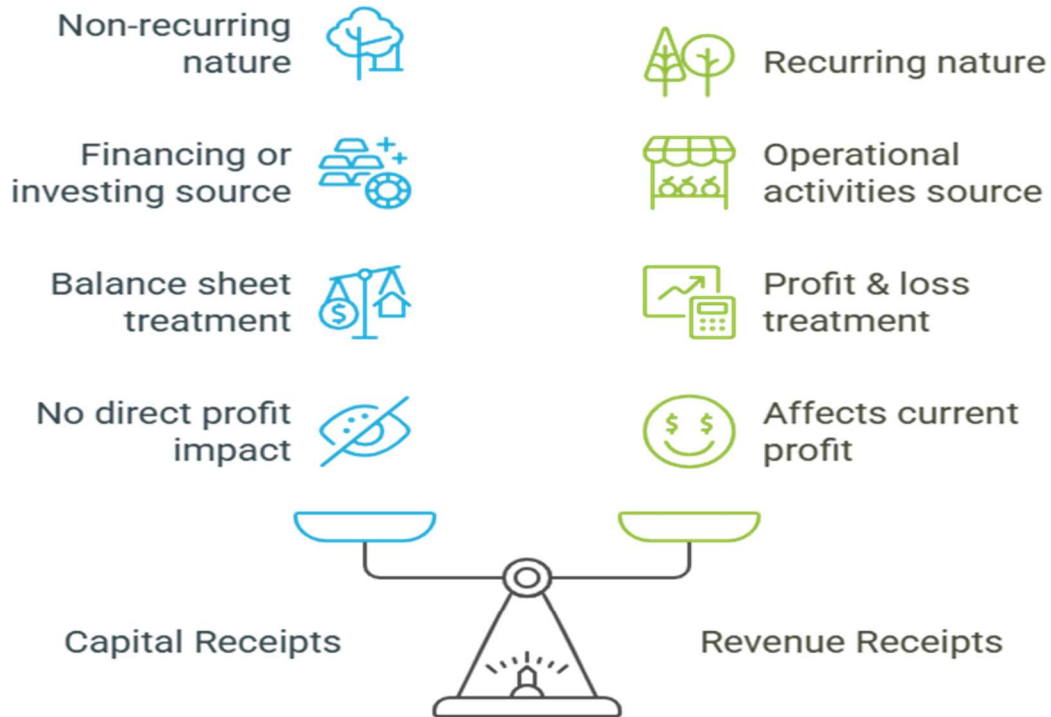 Non-recurring
nature
Recurring nature
Financing or
investing source
Operational
activities source
Balance sheet
treatment
Profit & loss
treatment
No direct profit
impact
Affects current
profit
Capital Receipts
Revenue Receipts